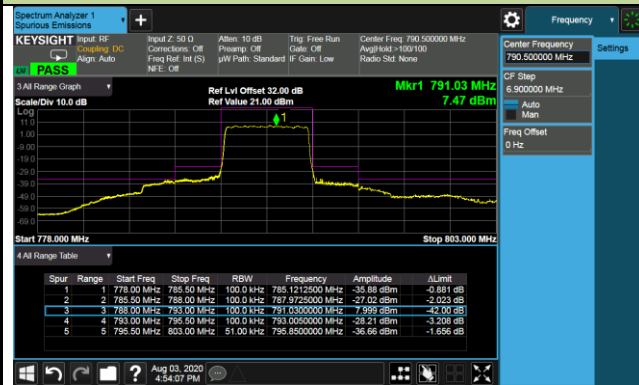 Spectrum Analyzer 1
Spurious Emissions
Frequency
KEYSIGHT
Input: RF
Coupling: DC
Align: Auto
Input Z: 50 Ω
Corrections: Off
Freq Ref: Int (S)
NFE: Off
Atten: 10 dB
Preamp: Off
µW Path: Standard
Trig: Free Run
Gate: Off
IF Gain: Low
Center Freq: 790.500000 MHz
Avg|Hold:>100/100
Radio Std: None
PASS
Center Frequency
790.500000 MHz
Settings
CF Step
6.900000 MHz
Auto
Man
Freq Offset
0 Hz
3 All Range Graph
Scale/Div 10.0 dB
Ref Lvl Offset 32.00 dB
Ref Value 21.00 dBm
Mkr1 791.03 MHz
7.47 dBm
Log
11.0
1.00
-9.00
-19.0
-29.0
-39.0
-49.0
-59.0
-69.0
1
Start 778.000 MHz
Stop 803.000 MHz
4 All Range Table
Spur Range Start Freq Stop Freq RBW Frequency Amplitude ΔLimit
1 1 778.00 MHz 785.50 MHz 100.0 kHz 785.1212500 MHz -35.88 dBm -0.881 dB
2 2 785.50 MHz 788.00 MHz 100.0 kHz 787.9725000 MHz -27.02 dBm -2.023 dB
3 3 788.00 MHz 793.00 MHz 100.0 kHz 791.0300000 MHz 7.999 dBm -42.00 dB
4 4 793.00 MHz 795.50 MHz 100.0 kHz 793.0050000 MHz -28.21 dBm -3.208 dB
5 5 795.50 MHz 803.00 MHz 51.00 kHz 795.8500000 MHz -36.66 dBm -1.656 dB
Aug 03, 2020
4:54:07 PM